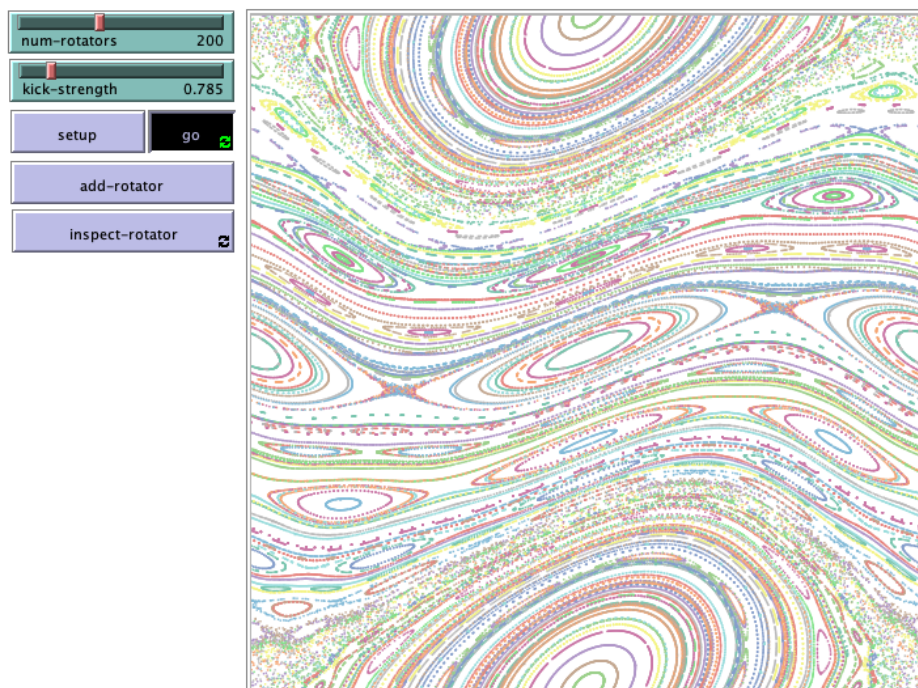 num-rotators 200
kick-strength 0.785
setup go
add-rotator
inspect-rotator